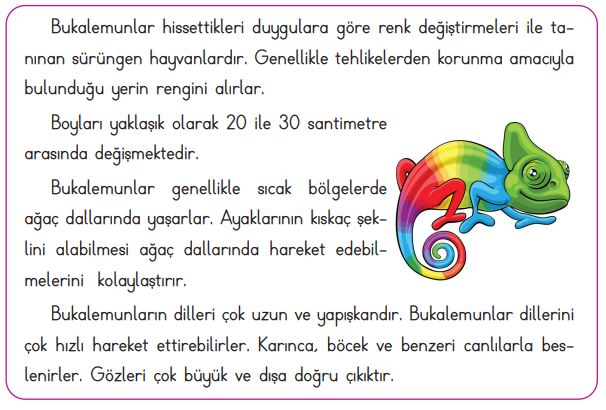 Bukalemunlar hissettikleri duygulara göre renk değiştirmeleri ile ta-
nınan sürüngen hayvanlardır. Genellikle tehlikelerden korunma amacıyla
bulunduğu yerin rengini alırlar.
Boyları yaklaşık olarak 20 ile 30 santimetre
arasında değişmektedir.
Bukalemunlar genellikle sıcak bölgelerde
ağaç dallarında yaşarlar. Ayaklarının kıskaç şek-
lini alabilmesi ağaç dallarında hareket edebil-
melerini kolaylaştırır.
Bukalemunların dilleri çok uzun ve yapışkandır. Bukalemunlar dillerini
çok hızlı hareket ettirebilirler. Karınca, böcek ve benzeri canlılarla bes-
lenirler. Gözleri çok büyük ve dışa doğru çıkıktır.